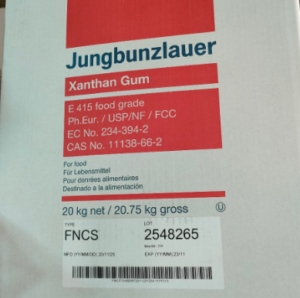 Jungbunzlauer
Xanthan Gum
E 415 food grade
Ph.Eur. / USP/NF / FCC
EC No. 234-394-2
CAS No. 11138-66-2
For food
Für Lebensmittel
Pour denrées alimentaires
Destinado a la alimentación
20 kg net / 20.75 kg gross
U
TYPE LOT
FNCS 2548265